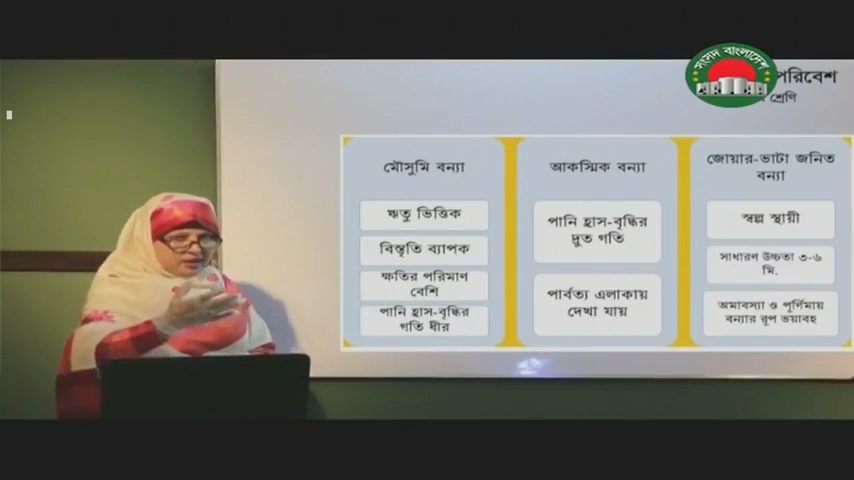 সংসদ বাংলাদেশ
পরিবেশ
শ্রেণি
মৌসুমি বন্যা
ঋতু ভিত্তিক
বিস্তৃতি ব্যাপক
ক্ষতির পরিমাণ
বেশি
পানি হ্রাস-বৃদ্ধির
গতি ধীর
আকস্মিক বন্যা
পানি হ্রাস-বৃদ্ধির
দ্রুত গতি
পার্বত্য এলাকায়
দেখা যায়
জোয়ার-ভাটা জনিত
বন্যা
স্বল্প স্থায়ী
সাধারণ উচ্চতা ৩-৬
মি.
অমাবস্যা ও পূর্ণিমায়
বন্যার রূপ ভয়াবহ